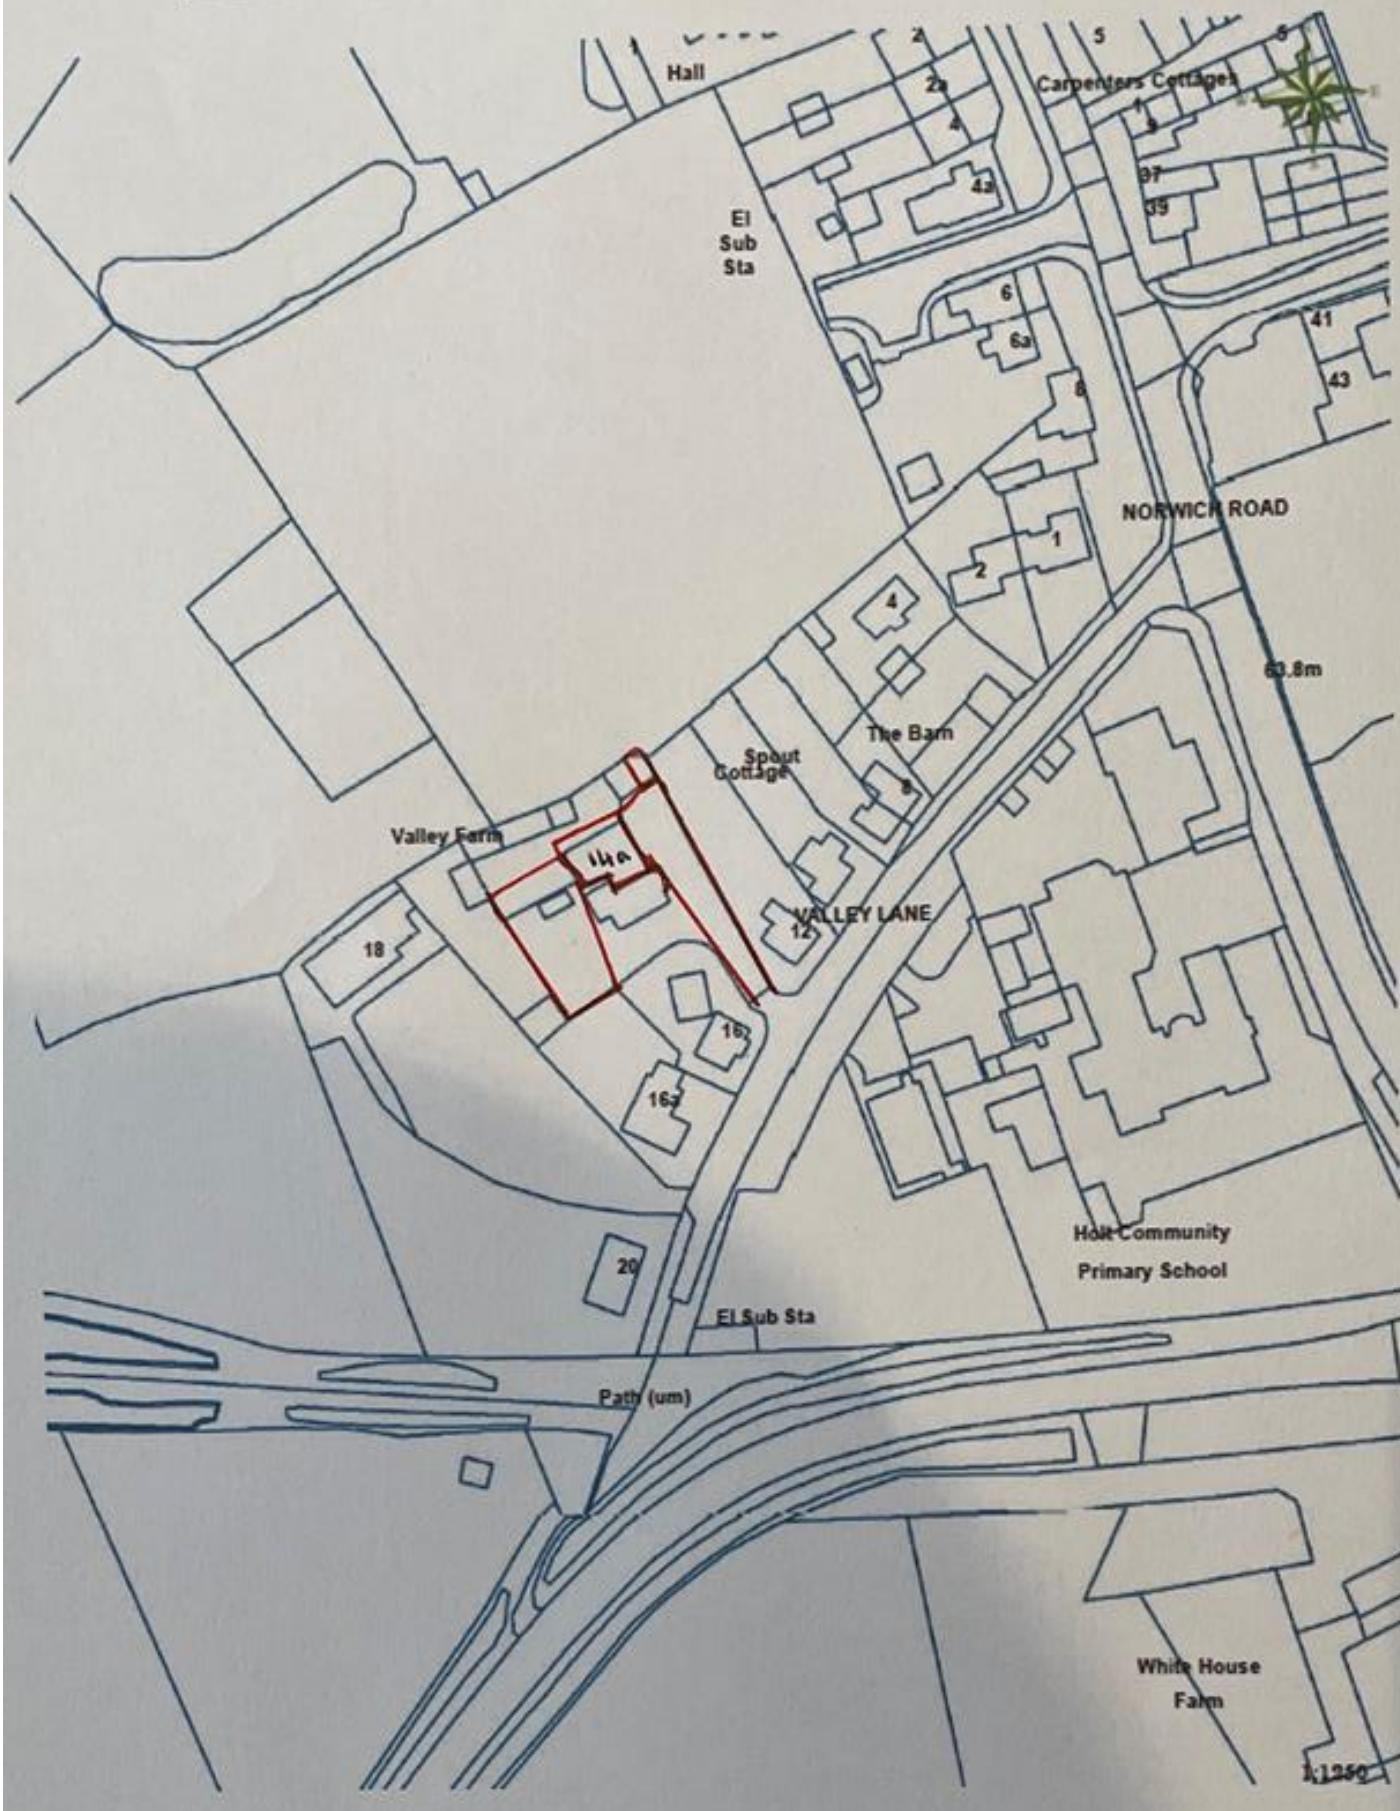 1
2
5
5
Hall
2a
Carpenters Cottages
1
4
9
37
4a
39
El
Sub
Sta
6
41
6a
43
8
NORWICH ROAD
1
2
4
63.8m
The Barn
Spout
Cottage
8
Valley Farm
14a
VALLEY LANE
12
18
16
16a
Holt Community
Primary School
20
El Sub Sta
Path (um)
White House
Farm
1:1250